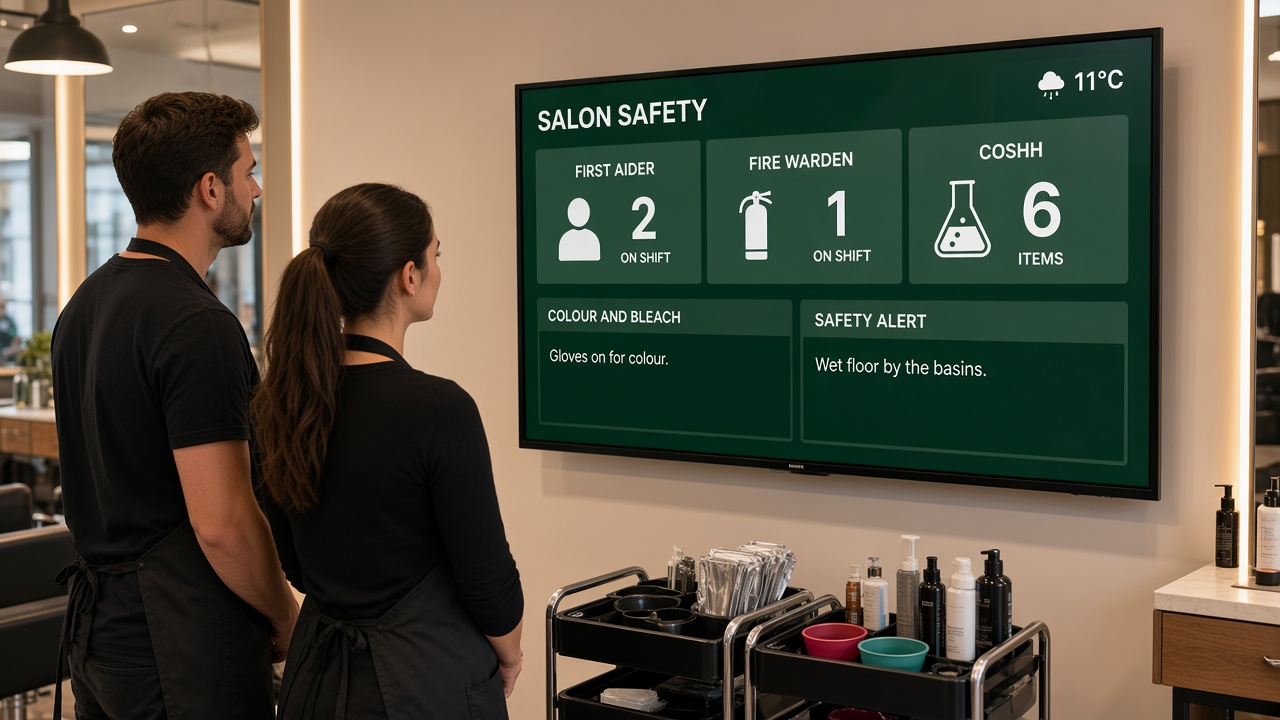 SALON SAFETY
11°C
FIRST AIDER
2
ON SHIFT
FIRE WARDEN
1
ON SHIFT
COSHH
6
ITEMS
COLOUR AND BLEACH
Gloves on for colour.
SAFETY ALERT
Wet floor by the basins.